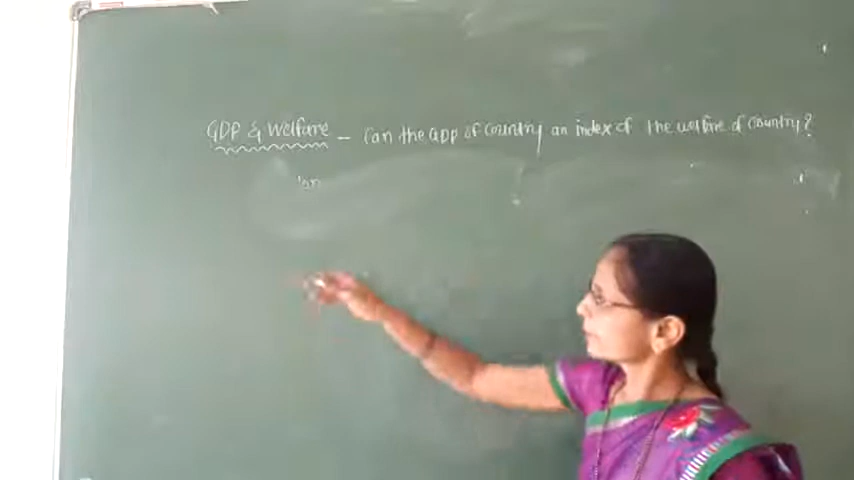 GDP & Welfare - Can the GDP of Country an index of the welfare of Country?